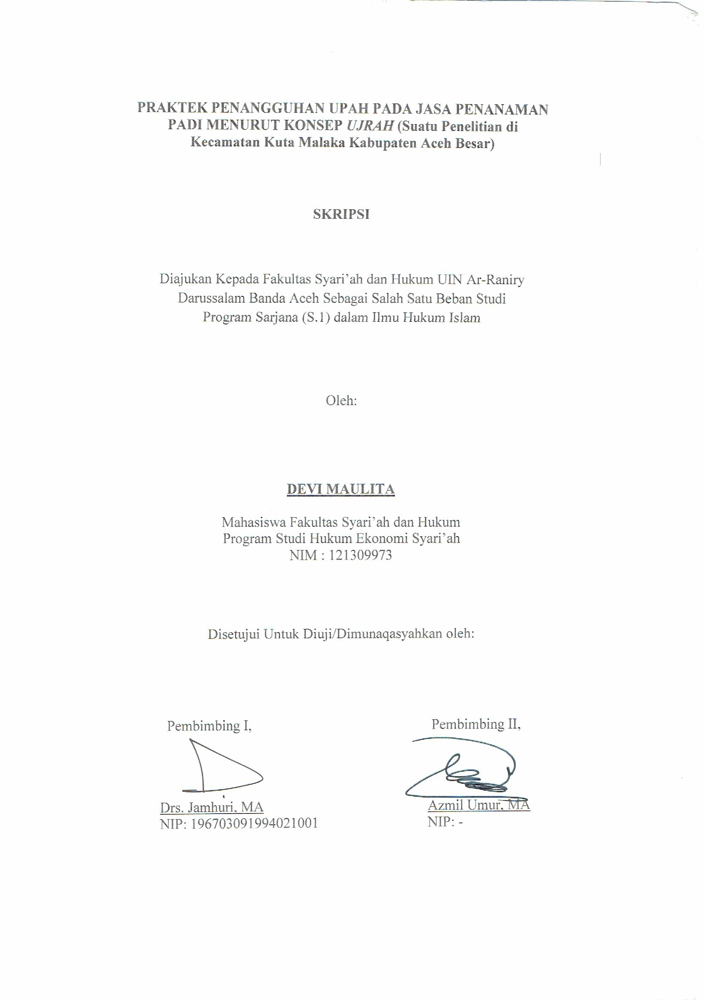 PRAKTEK PENANGGUHAN UPAH PADA JASA PENANAMAN
PADI MENURUT KONSEP UJRAH (Suatu Penelitian di
Kecamatan Kuta Malaka Kabupaten Aceh Besar)
SKRIPSI
Diajukan Kepada Fakultas Syari'ah dan Hukum UIN Ar-Raniry
Darussalam Banda Aceh Sebagai Salah Satu Beban Studi
Program Sarjana (S.1) dalam Ilmu Hukum Islam
Oleh:
DEVI MAULITA
Mahasiswa Fakultas Syari'ah dan Hukum
Program Studi Hukum Ekonomi Syari'ah
NIM : 121309973
Disetujui Untuk Diuji/Dimunaqasyahkan oleh:
Pembimbing I,
Drs. Jamhuri, MA
NIP: 196703091994021001
Pembimbing II,
Azmil Umur, MA
NIP: -